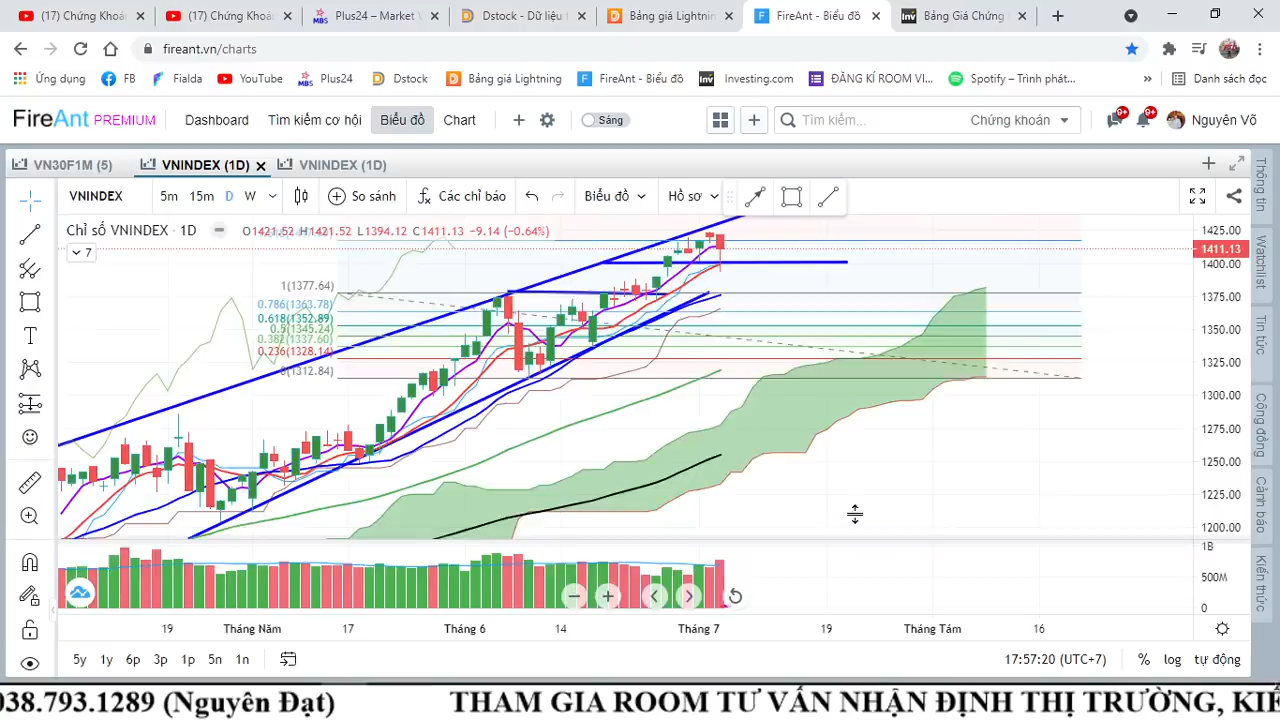 (17) Chứng Khoán
(17) Chứng Khoán
MBS
Plus24 – Market V
Dstock - Dữ liệu t
Bảng giá Lightnin
FireAnt - Biểu đồ
Inv
Bảng Giá Chứng
fireant.vn/charts
Ứng dụng
FB
Fialda
YouTube
MBS
Plus24
Dstock
Bảng giá Lightning
FireAnt - Biểu đồ
Inv
Investing.com
ĐĂNG KÍ ROOM VI...
Spotify – Trình phát...
»
Danh sách đọc
FireAnt PREMIUM
Dashboard
Tìm kiếm cơ hội
Biểu đồ
Chart
Sáng
Tìm kiếm...
Chứng khoán
9+
9+
Nguyên Võ
VN30F1M (5)
VNINDEX (1D)
VNINDEX (1D)
VNINDEX
5m
15m
D
W
So sánh
Các chỉ báo
Biểu đồ
Hồ sơ
Chỉ số VNINDEX · 1D
O1421.52 H1421.52 L1394.12 C1411.13 −9.14 (−0.64%)
7
1(1377.64)
0.786(1363.78)
0.618(1352.89)
0.5(1345.24)
0.382(1337.60)
0.236(1328.14)
0(1312.84)
1425.00
1411.13
1400.00
1375.00
1350.00
1325.00
1300.00
1275.00
1250.00
1225.00
1200.00
1B
500M
0
Thông tin
Watchlist
Tin tức
Cộng đồng
Cảnh báo
Kiến thức
19
Tháng Năm
17
Tháng 6
14
Tháng 7
19
Tháng Tám
16
5y
1y
6p
3p
1p
5n
1n
17:57:20 (UTC+7)
%
log
tự động
038.793.1289 (Nguyên Đạt)
THAM GIA ROOM TƯ VẤN NHẬN ĐỊNH THỊ TRƯỜNG, KIẾ